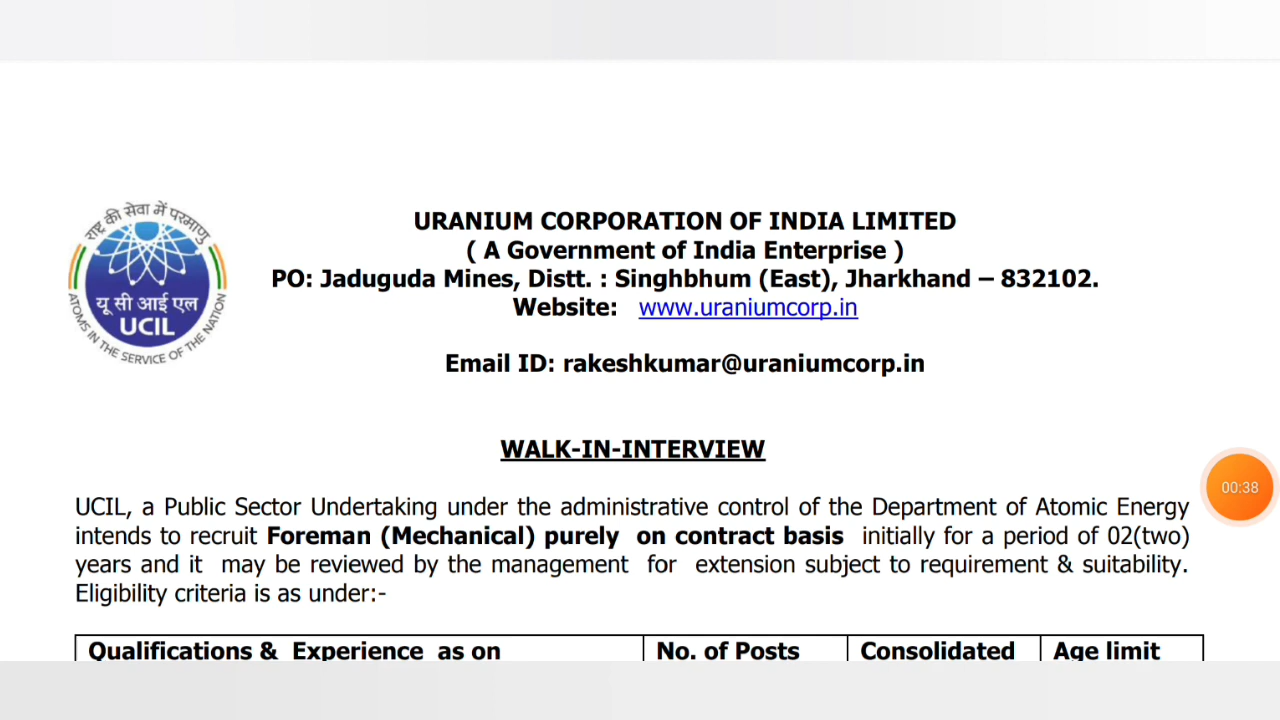 राष्ट्र की सेवा में परमाणु
यू सी आई एल
UCIL
ATOMS IN THE SERVICE OF THE NATION
URANIUM CORPORATION OF INDIA LIMITED
( A Government of India Enterprise )
PO: Jaduguda Mines, Distt. : Singhbhum (East), Jharkhand – 832102.
Website: www.uraniumcorp.in
Email ID: rakeshkumar@uraniumcorp.in
WALK-IN-INTERVIEW
UCIL, a Public Sector Undertaking under the administrative control of the Department of Atomic Energy
intends to recruit Foreman (Mechanical) purely on contract basis initially for a period of 02(two)
years and it may be reviewed by the management for extension subject to requirement & suitability.
Eligibility criteria is as under:-
Qualifications & Experience as on No. of Posts Consolidated Age limit
00:38